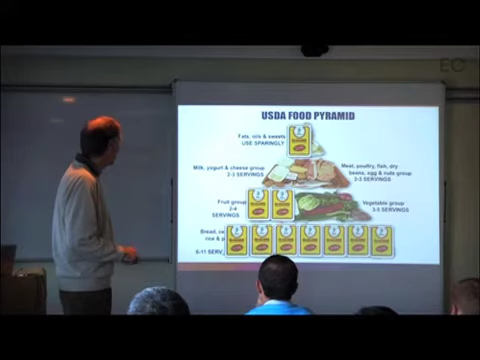 EC
USDA FOOD PYRAMID
Fats, oils & sweets
USE SPARINGLY
Milk, yogurt & cheese group
2-3 SERVINGS
Meat, poultry, fish, dry
beans, egg & nuts group
2-3 SERVINGS
Fruit group
2-4
SERVINGS
Vegetable group
3-5 SERVINGS
Bread, ce
rice & p
6-11 SERV